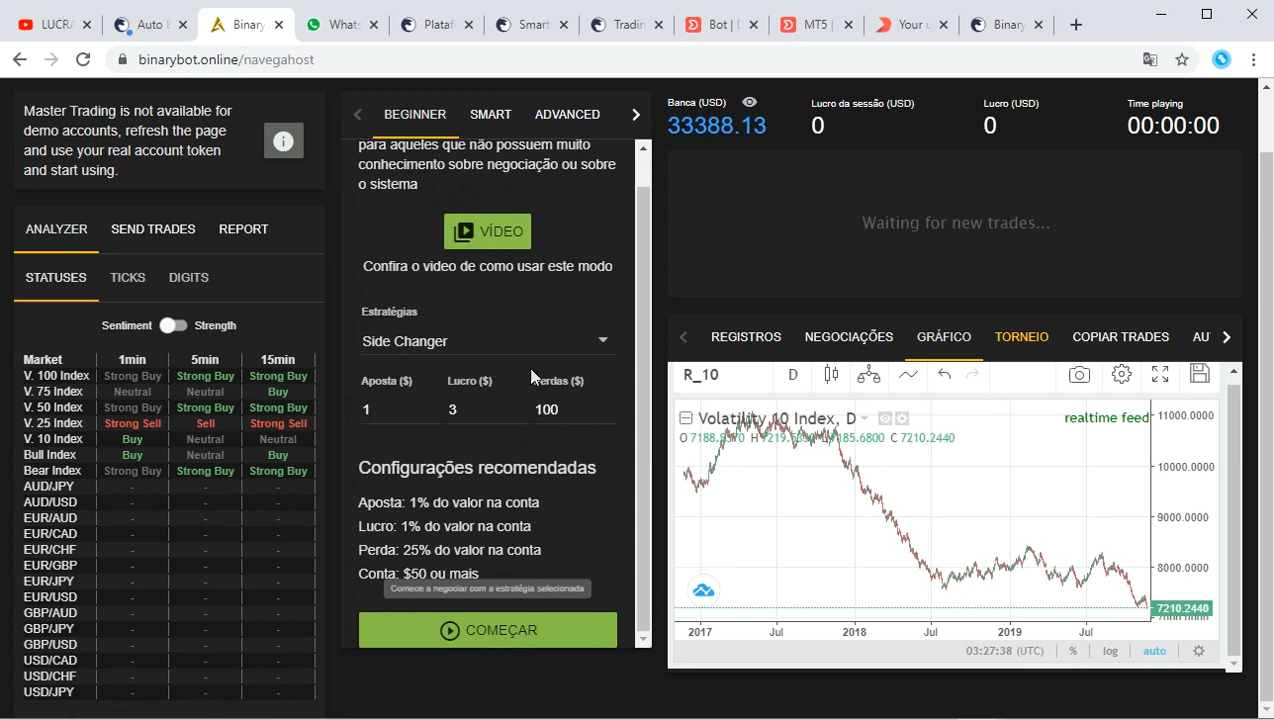 LUCRA
Auto B
Binary
Whats
Plataf
Smart
Trading
Bot | D
MT5 |
Your u
Binary
binarybot.online/navegahost
Master Trading is not available for
demo accounts, refresh the page
and use your real account token
and start using.
ANALYZER
SEND TRADES
REPORT
STATUSES
TICKS
DIGITS
Sentiment
Strength
Market 1min 5min 15min
V. 100 Index Strong Buy Strong Buy Strong Buy
V. 75 Index Neutral Neutral Buy
V. 50 Index Strong Buy Strong Buy Strong Buy
V. 25 Index Strong Sell Sell Strong Sell
V. 10 Index Buy Neutral Neutral
Bull Index Buy Neutral Buy
Bear Index Strong Buy Strong Buy Strong Buy
AUD/JPY - - -
AUD/USD - - -
EUR/AUD - - -
EUR/CAD - - -
EUR/CHF - - -
EUR/GBP - - -
EUR/JPY - - -
EUR/USD - - -
GBP/AUD - - -
GBP/JPY - - -
GBP/USD - - -
USD/CAD - - -
USD/CHF - - -
USD/JPY - - -
BEGINNER
SMART
ADVANCED
para aqueles que não possuem muito
conhecimento sobre negociação ou sobre
o sistema
VÍDEO
Confira o video de como usar este modo
Estratégias
Side Changer
Aposta ($) Lucro ($) Perdas ($)
1 3 100
Configurações recomendadas
Aposta: 1% do valor na conta
Lucro: 1% do valor na conta
Perda: 25% do valor na conta
Conta: $50 ou mais
Comece a negociar com a estratégia selecionada
COMEÇAR
Banca (USD) Lucro da sessão (USD) Lucro (USD) Time playing
33388.13 0 0 00:00:00
Waiting for new trades...
REGISTROS
NEGOCIAÇÕES
GRÁFICO
TORNEIO
COPIAR TRADES
AU
R_10
D
Volatility 10 Index, D
realtime feed
C 7210.2440
11000.0000
10000.0000
9000.0000
8000.0000
7210.2440
2017 Jul 2018 Jul 2019 Jul
03:27:38 (UTC) % log auto